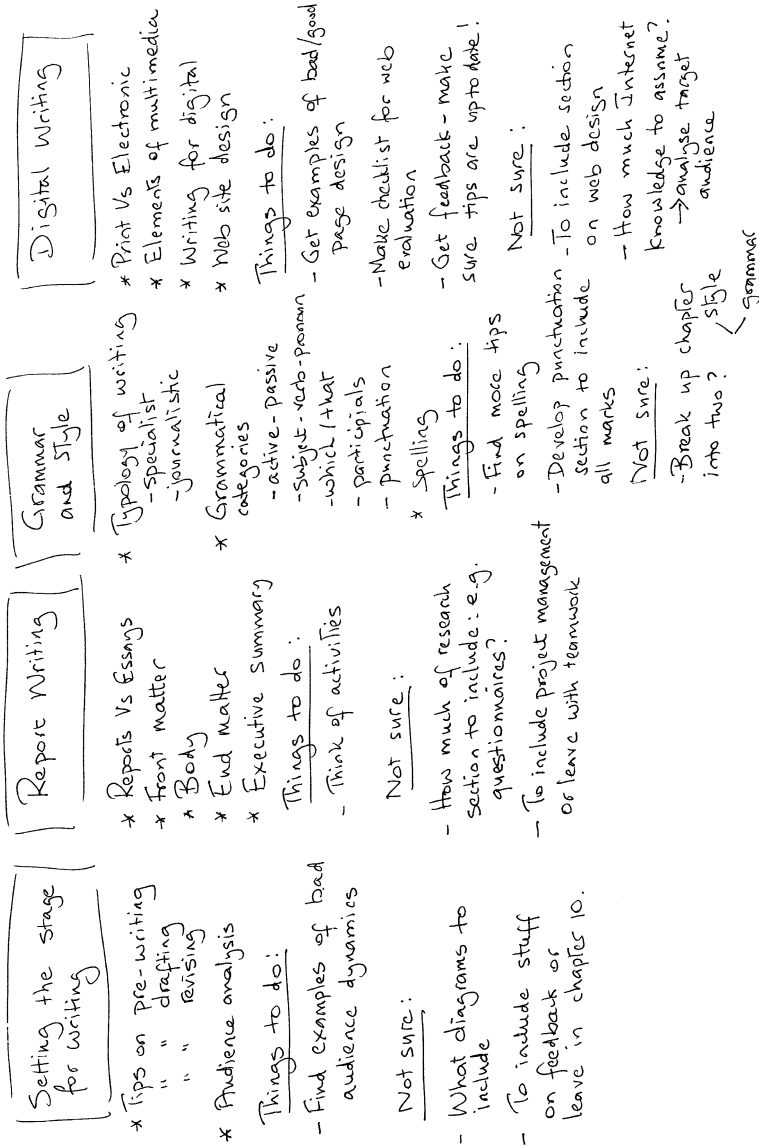 Setting the stage
for writing
* Tips on pre-writing
" " drafting
" " revising
* Audience analysis
Things to do:
- Find examples of bad
audience dynamics
Not sure:
- What diagrams to
include
- To include stuff
on feedback or
leave in chapter 10.
Report Writing
* Reports Vs Essays
* Front matter
* Body
* End matter
* Executive summary
Things to do:
- Think of activities
Not sure:
- How much of research
section to include: e.g.
questionnaires?
- To include project management
or leave with teamwork
Grammar
and Style
* Typology of writing
- specialist
- journalistic
* Grammatical
categories
- active-passive
- subject-verb-pronoun
- which/that
- participials
- punctuation
* Spelling
Things to do:
- Find more tips
on spelling
- Develop punctuation
section to include
all marks
Not sure:
- Break up chapter
into two? < style
grammar
Digital Writing
* Print Vs Electronic
* Elements of multimedia
* Writing for digital
* Web site design
Things to do:
- Get examples of bad/good
page design
- Make checklist for web
evaluation
- Get feedback - make
sure tips are up to date!
Not sure:
- To include section
on web design
- How much Internet
knowledge to assume?
→ analyse target
audience